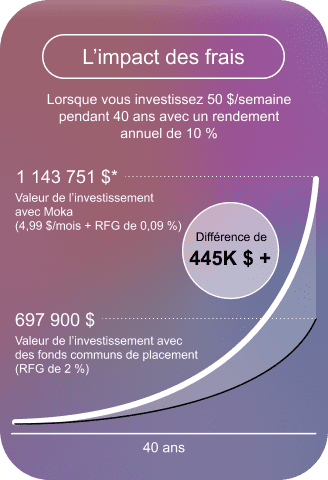 L’impact des frais
Lorsque vous investissez 50 $/semaine
pendant 40 ans avec un rendement
annuel de 10 %
1 143 751 $*
Valeur de l’investissement
avec Moka
(4,99 $/mois + RFG de 0,09 %)
Différence de
445K $ +
697 900 $
Valeur de l’investissement avec
des fonds communs de placement
(RFG de 2 %)
40 ans